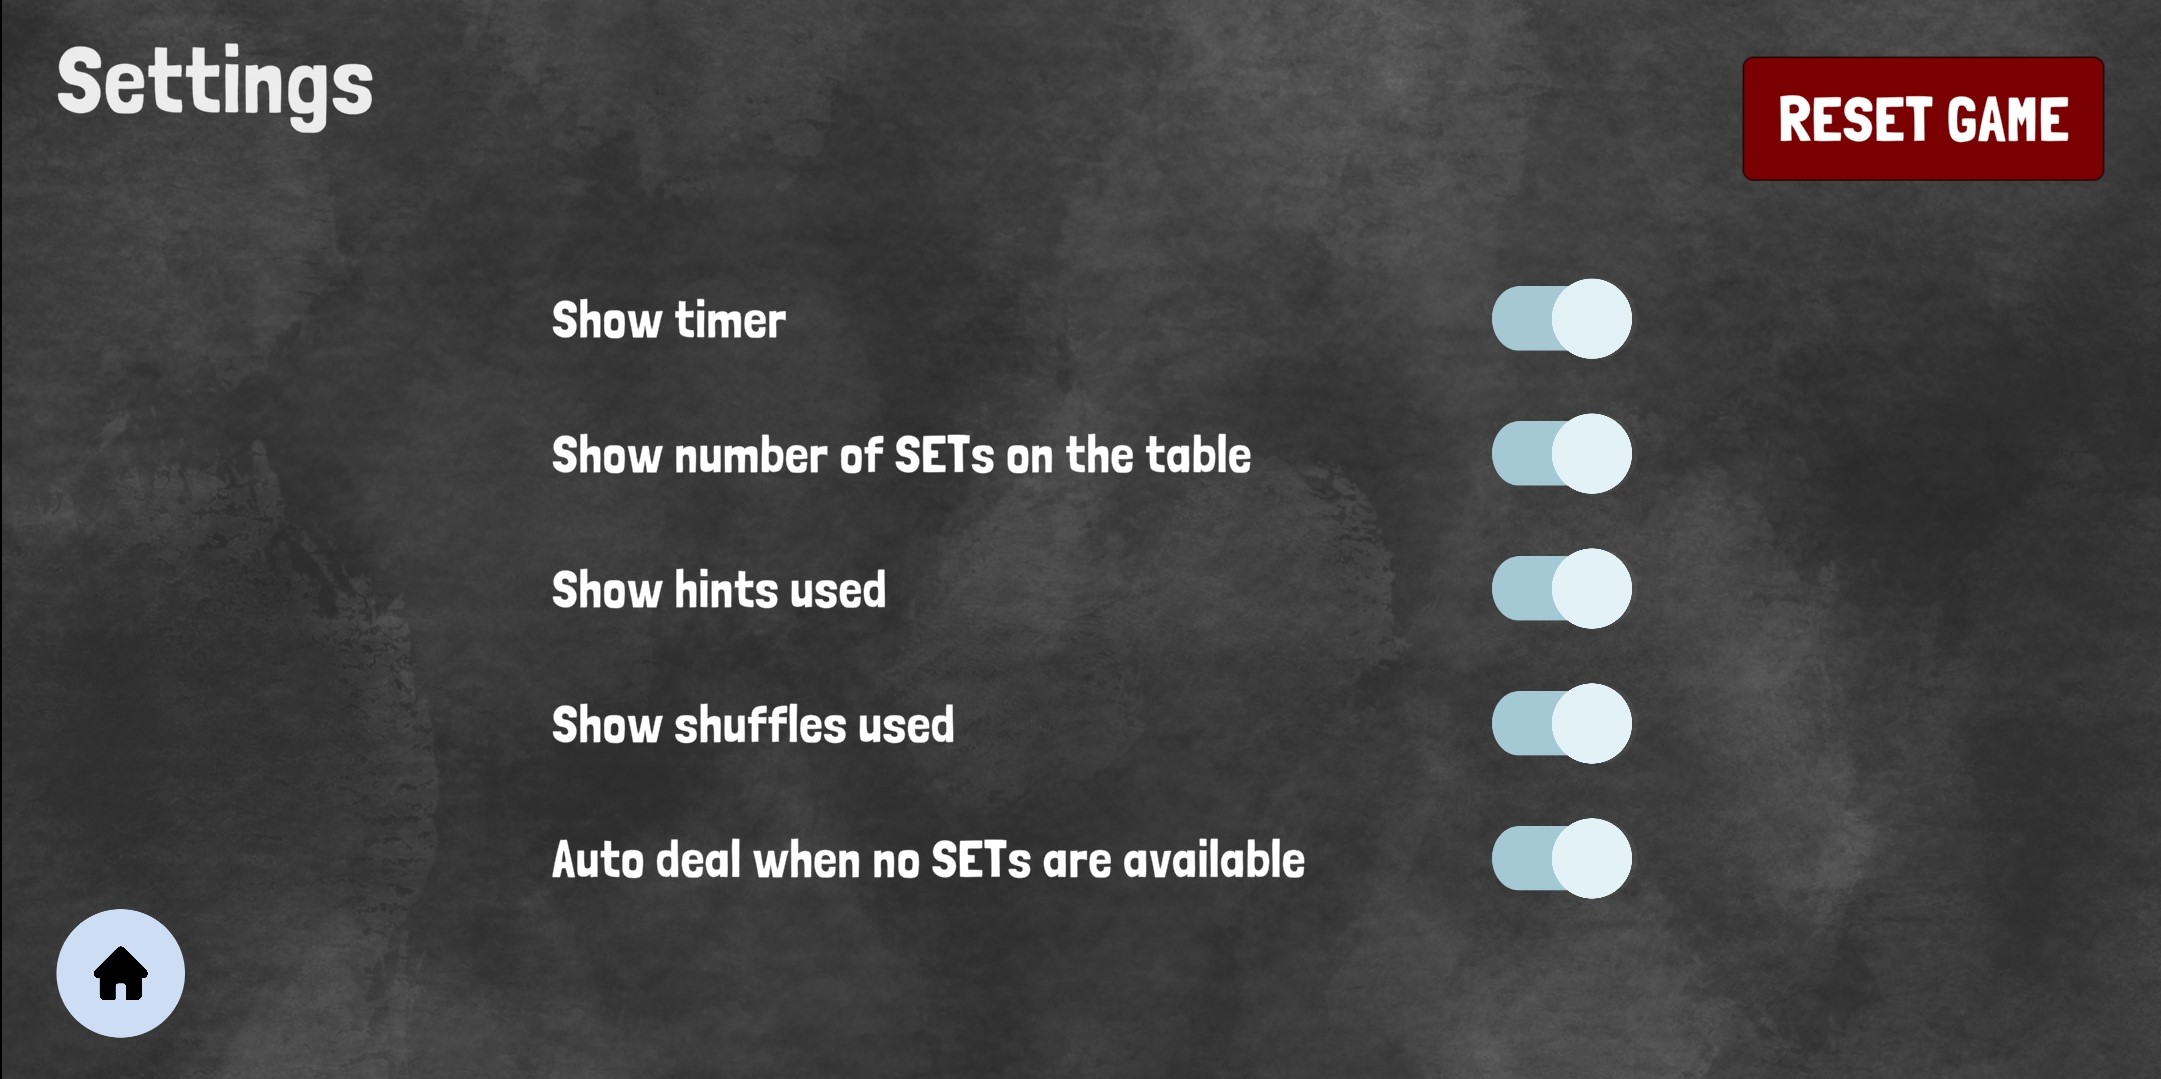 Settings
RESET GAME
Show timer
Show number of SETs on the table
Show hints used
Show shuffles used
Auto deal when no SETs are available